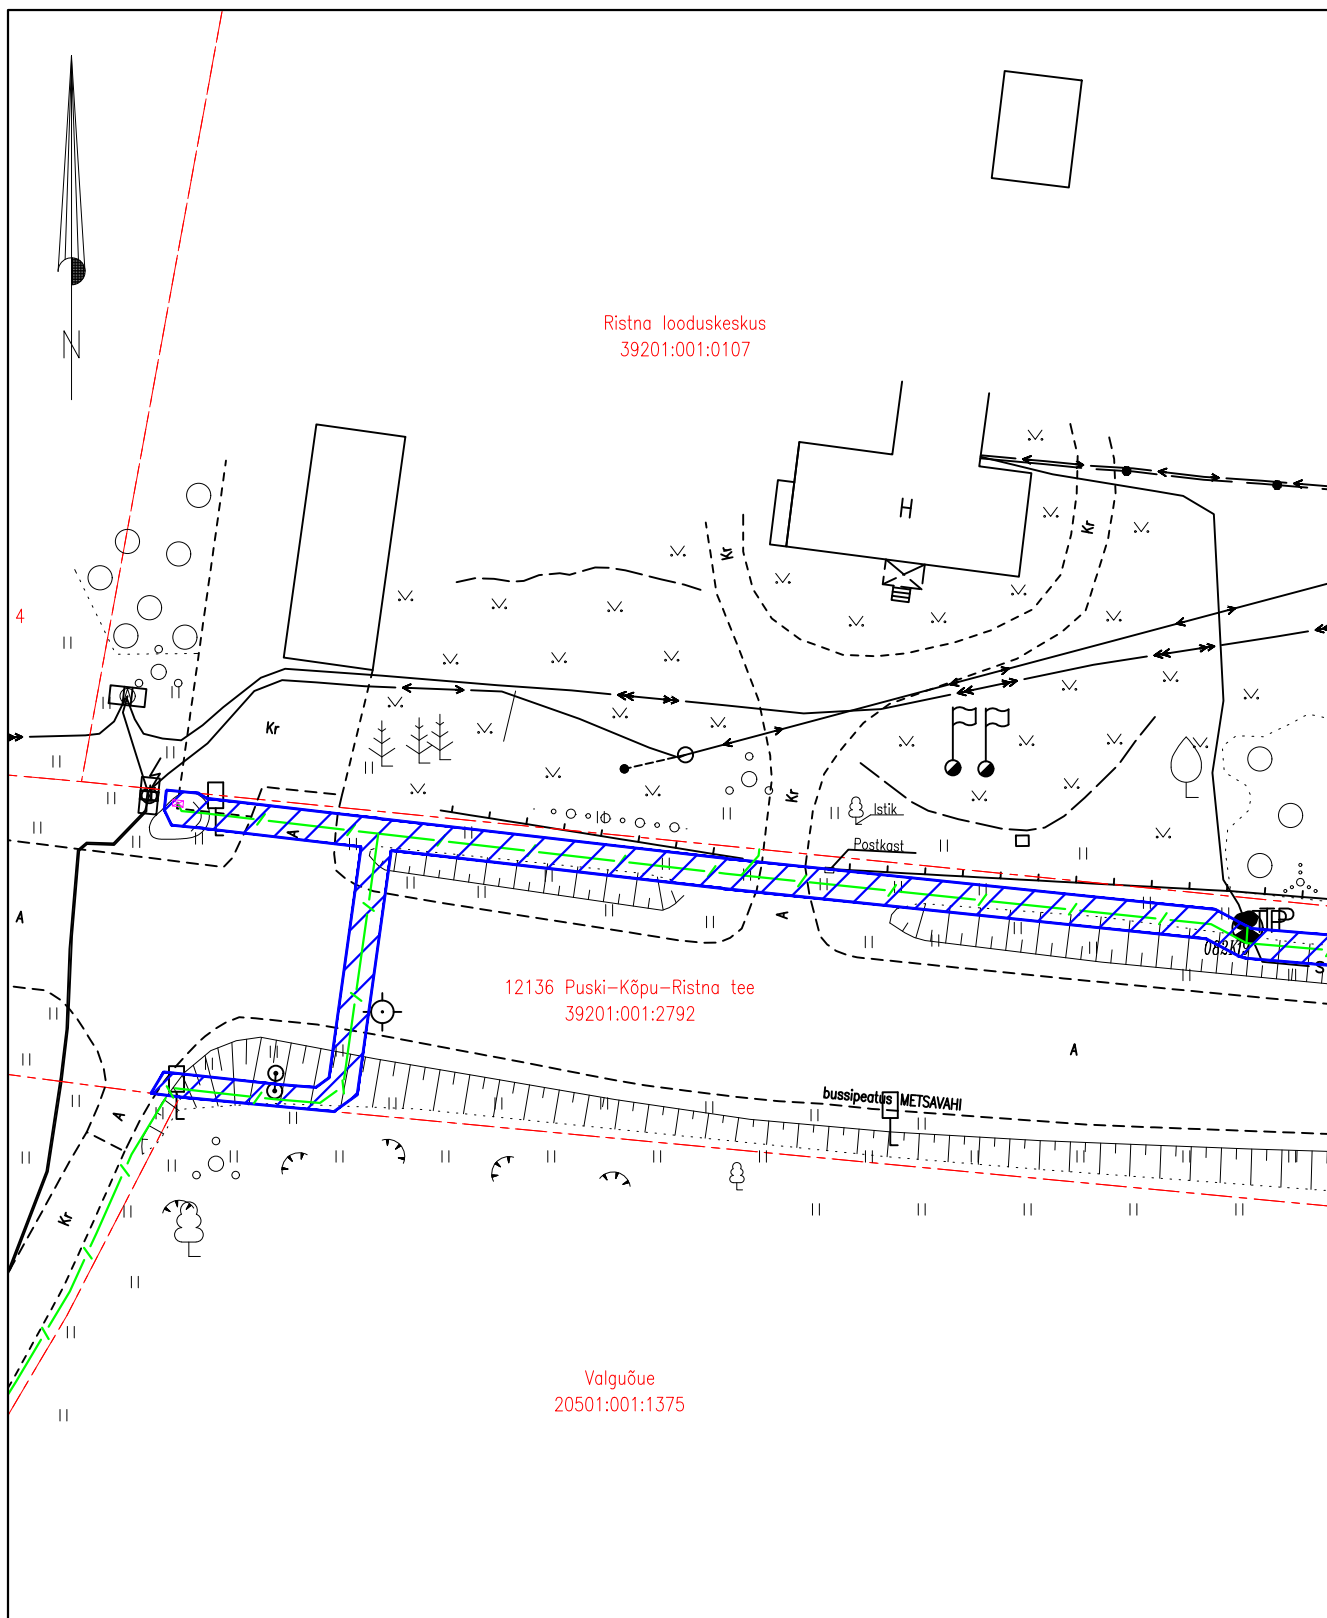 N
Ristna looduskeskus
39201:001:0107
H
Kr
Kr
4
Kr
Kr
Istik
A
Postkast
A
A
TP
S
12136 Puski-Kõpu-Ristna tee
39201:001:2792
A
bussipeatus METSAVAHI
A
Kr
Valguõue
20501:001:1375